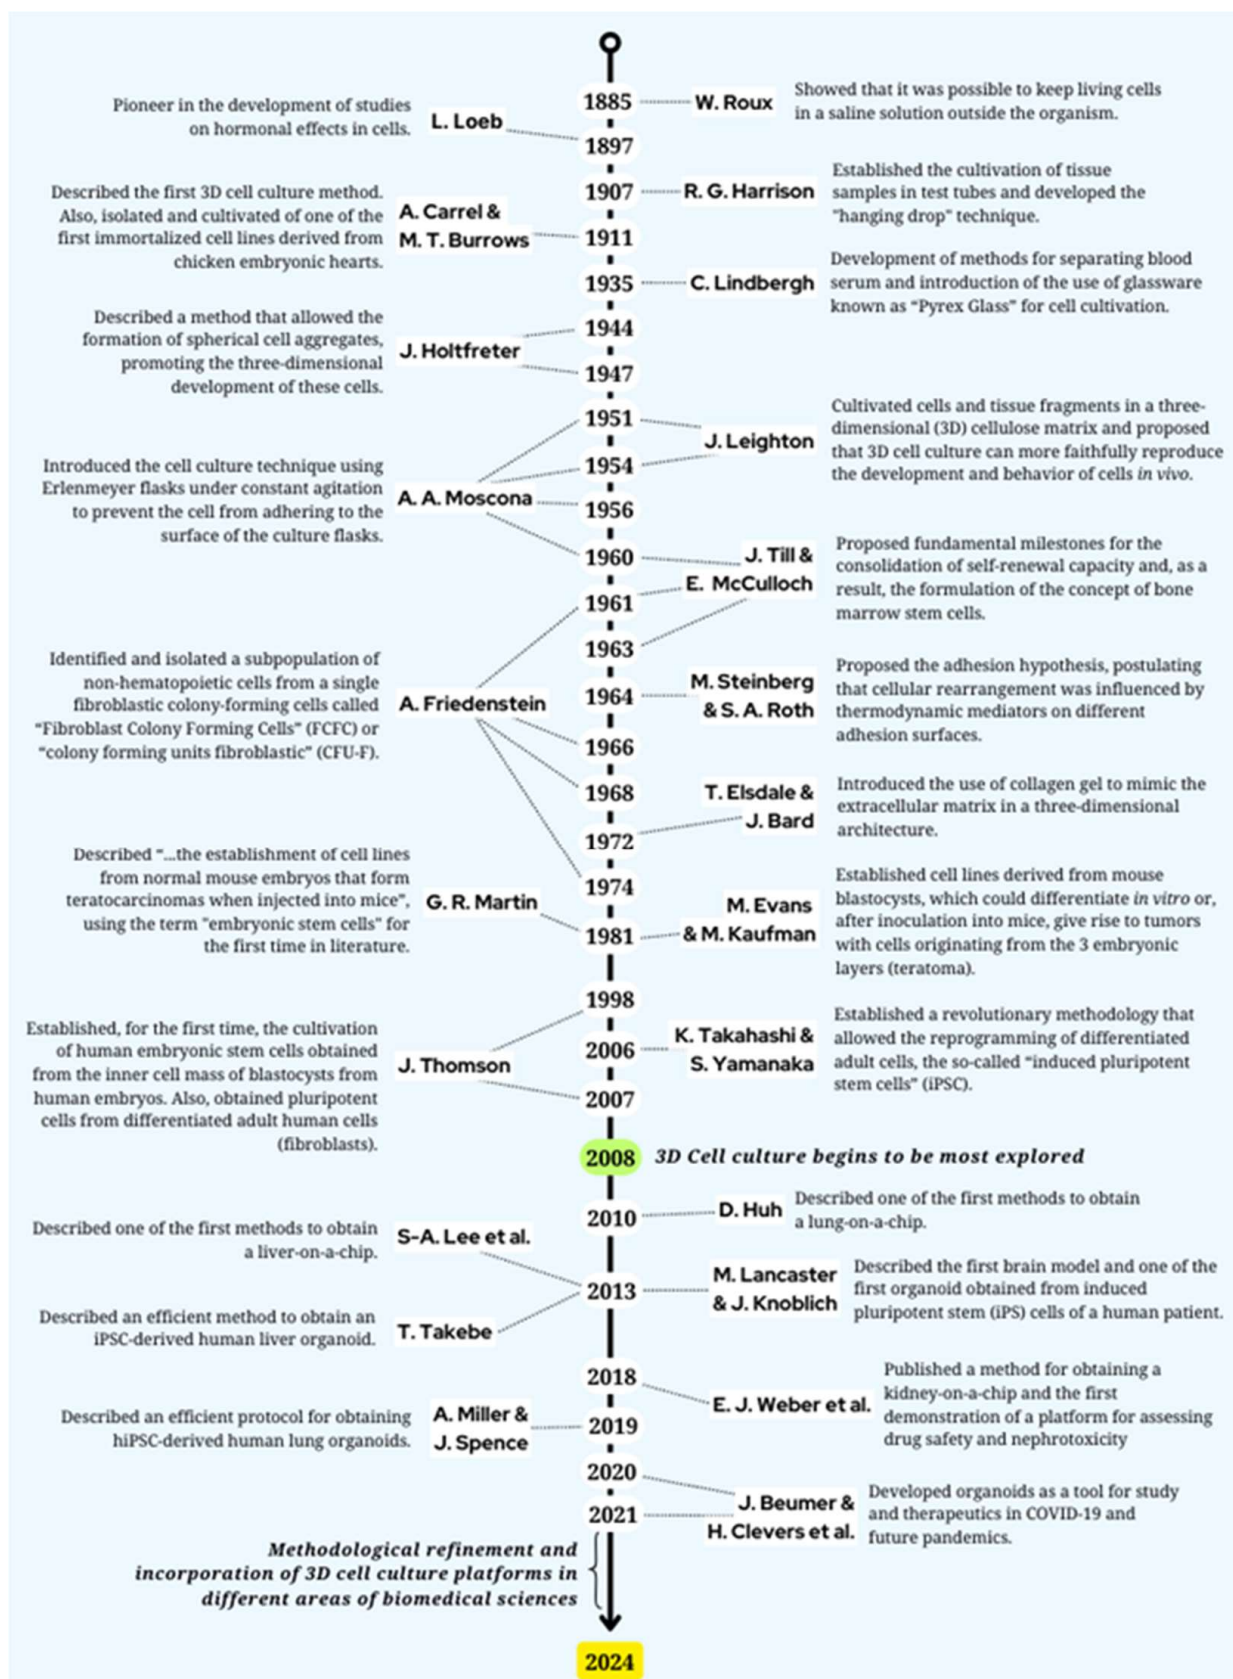 1885
W. Roux
Showed that it was possible to keep living cells
in a saline solution outside the organism.
Pioneer in the development of studies
on hormonal effects in cells.
L. Loeb
1897
1907
R. G. Harrison
Established the cultivation of tissue
samples in test tubes and developed the
"hanging drop" technique.
Described the first 3D cell culture method.
Also, isolated and cultivated of one of the
first immortalized cell lines derived from
chicken embryonic hearts.
A. Carrel &
M. T. Burrows
1911
1935
C. Lindbergh
Development of methods for separating blood
serum and introduction of the use of glassware
known as “Pyrex Glass” for cell cultivation.
Described a method that allowed the
formation of spherical cell aggregates,
promoting the three-dimensional
development of these cells.
J. Holtfreter
1944
1947
1951
J. Leighton
Cultivated cells and tissue fragments in a three-
dimensional (3D) cellulose matrix and proposed
that 3D cell culture can more faithfully reproduce
the development and behavior of cells in vivo.
1954
Introduced the cell culture technique using
Erlenmeyer flasks under constant agitation
to prevent the cell from adhering to the
surface of the culture flasks.
A. A. Moscona
1956
1960
J. Till &
E. McCulloch
Proposed fundamental milestones for the
consolidation of self-renewal capacity and, as a
result, the formulation of the concept of bone
marrow stem cells.
1961
1963
Identified and isolated a subpopulation of
non-hematopoietic cells from a single
fibroblastic colony-forming cells called
“Fibroblast Colony Forming Cells” (FCFC) or
“colony forming units fibroblastic” (CFU-F).
A. Friedenstein
1964
M. Steinberg
& S. A. Roth
Proposed the adhesion hypothesis, postulating
that cellular rearrangement was influenced by
thermodynamic mediators on different
adhesion surfaces.
1966
1968
T. Elsdale &
J. Bard
Introduced the use of collagen gel to mimic the
extracellular matrix in a three-dimensional
architecture.
1972
1974
Described “...the establishment of cell lines
from normal mouse embryos that form
teratocarcinomas when injected into mice”,
using the term "embryonic stem cells" for
the first time in literature.
G. R. Martin
1981
M. Evans
& M. Kaufman
Established cell lines derived from mouse
blastocysts, which could differentiate in vitro or,
after inoculation into mice, give rise to tumors
with cells originating from the 3 embryonic
layers (teratoma).
1998
Established, for the first time, the cultivation
of human embryonic stem cells obtained
from the inner cell mass of blastocysts from
human embryos. Also, obtained pluripotent
cells from differentiated adult human cells
(fibroblasts).
J. Thomson
2006
K. Takahashi &
S. Yamanaka
Established a revolutionary methodology that
allowed the reprogramming of differentiated
adult cells, the so-called “induced pluripotent
stem cells” (iPSC).
2007
2008
3D Cell culture begins to be most explored
2010
D. Huh
Described one of the first methods to obtain
a lung-on-a-chip.
Described one of the first methods to obtain
a liver-on-a-chip.
S-A. Lee et al.
2013
M. Lancaster
& J. Knoblich
Described the first brain model and one of the
first organoid obtained from induced
pluripotent stem (iPS) cells of a human patient.
Described an efficient method to obtain an
iPSC-derived human liver organoid.
T. Takebe
2018
E. J. Weber et al.
Published a method for obtaining a
kidney-on-a-chip and the first
demonstration of a platform for assessing
drug safety and nephrotoxicity
Described an efficient protocol for obtaining
hiPSC-derived human lung organoids.
A. Miller &
J. Spence
2019
2020
2021
J. Beumer &
H. Clevers et al.
Developed organoids as a tool for study
and therapeutics in COVID-19 and
future pandemics.
Methodological refinement and
incorporation of 3D cell culture platforms in
different areas of biomedical sciences
2024